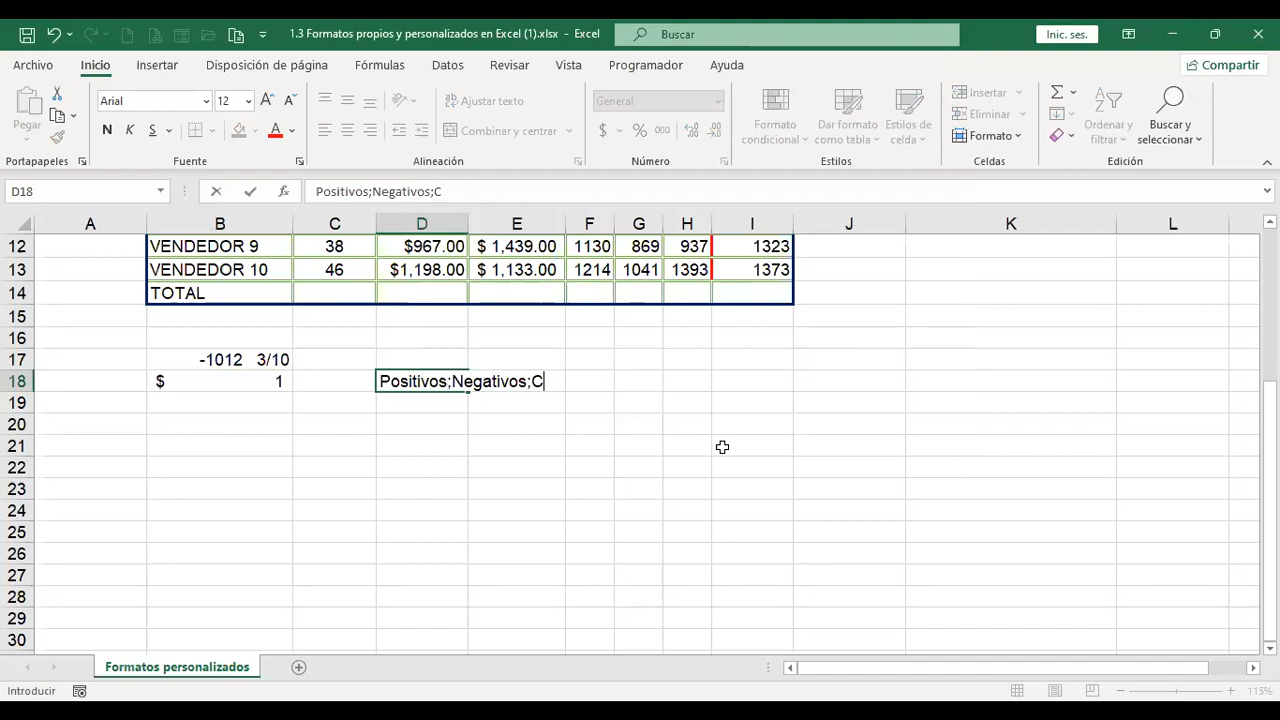 1.3 Formatos propios y personalizados en Excel (1).xlsx - Excel
Buscar
Inic. ses.
Archivo Inicio Insertar Disposición de página Fórmulas Datos Revisar Vista Programador Ayuda Compartir
Pegar
Arial 12
N K S A
Ajustar texto
Combinar y centrar
General
$ % 000
Formato condicional
Dar formato como tabla
Estilos de celda
Insertar
Eliminar
Formato
Ordenar y filtrar
Buscar y seleccionar
Portapapeles Fuente Alineación Número Estilos Celdas Edición
D18 fx Positivos;Negativos;C
A B C D E F G H I J K L
12 VENDEDOR 9 38 $967.00 $ 1,439.00 1130 869 937 1323
13 VENDEDOR 10 46 $1,198.00 $ 1,133.00 1214 1041 1393 1373
14 TOTAL
15
16
17 -1012 3/10
18 $ 1 Positivos;Negativos;C
19
20
21
22
23
24
25
26
27
28
29
30
Formatos personalizados
Introducir 115%